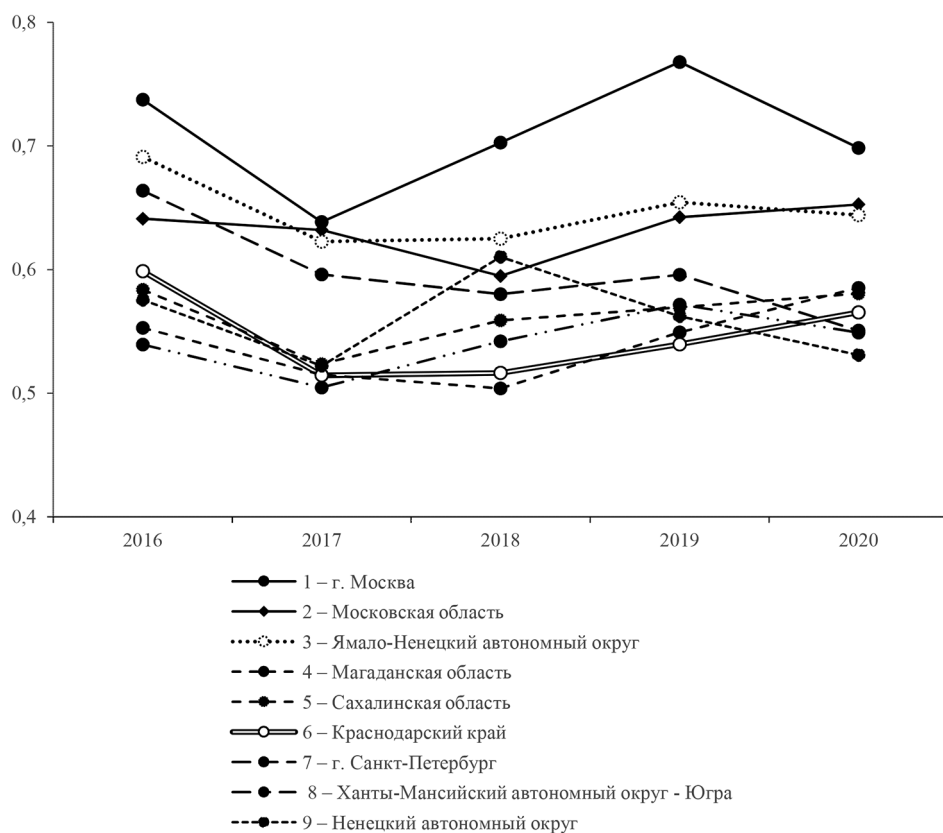 0,8
0,7
0,6
0,5
0,4
2016 2017 2018 2019 2020
1 – г. Москва
2 – Московская область
3 – Ямало-Ненецкий автономный округ
4 – Магаданская область
5 – Сахалинская область
6 – Краснодарский край
7 – г. Санкт-Петербург
8 – Ханты-Мансийский автономный округ - Югра
9 – Ненецкий автономный округ